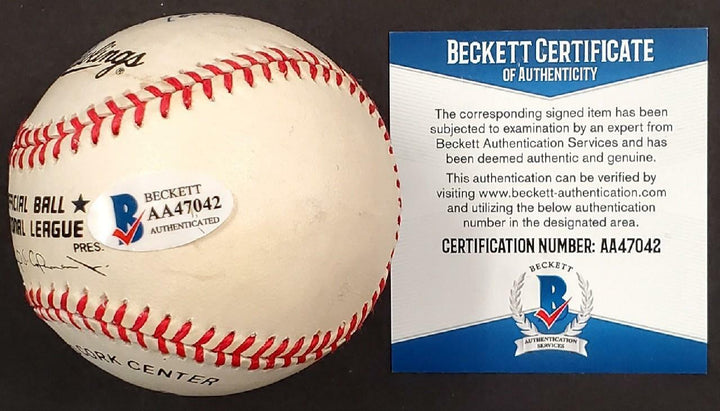 CIAL BALL ★
ONAL LEAGUE
PRES
CORK CENTER
BECKETT
B
AA47042
AUTHENTICATED
BECKETT CERTIFICATE
OF AUTHENTICITY
The corresponding signed item has been
subjected to examination by an expert from
Beckett Authentication Services and has
been deemed authentic and genuine.
This authentication can be verified by
visiting www.beckett-authentication.com
and utilizing the below authentication
number in the designated area.
CERTIFICATION NUMBER: AA47042
BECKETT
B
AUTHENTICATION
SERVICES